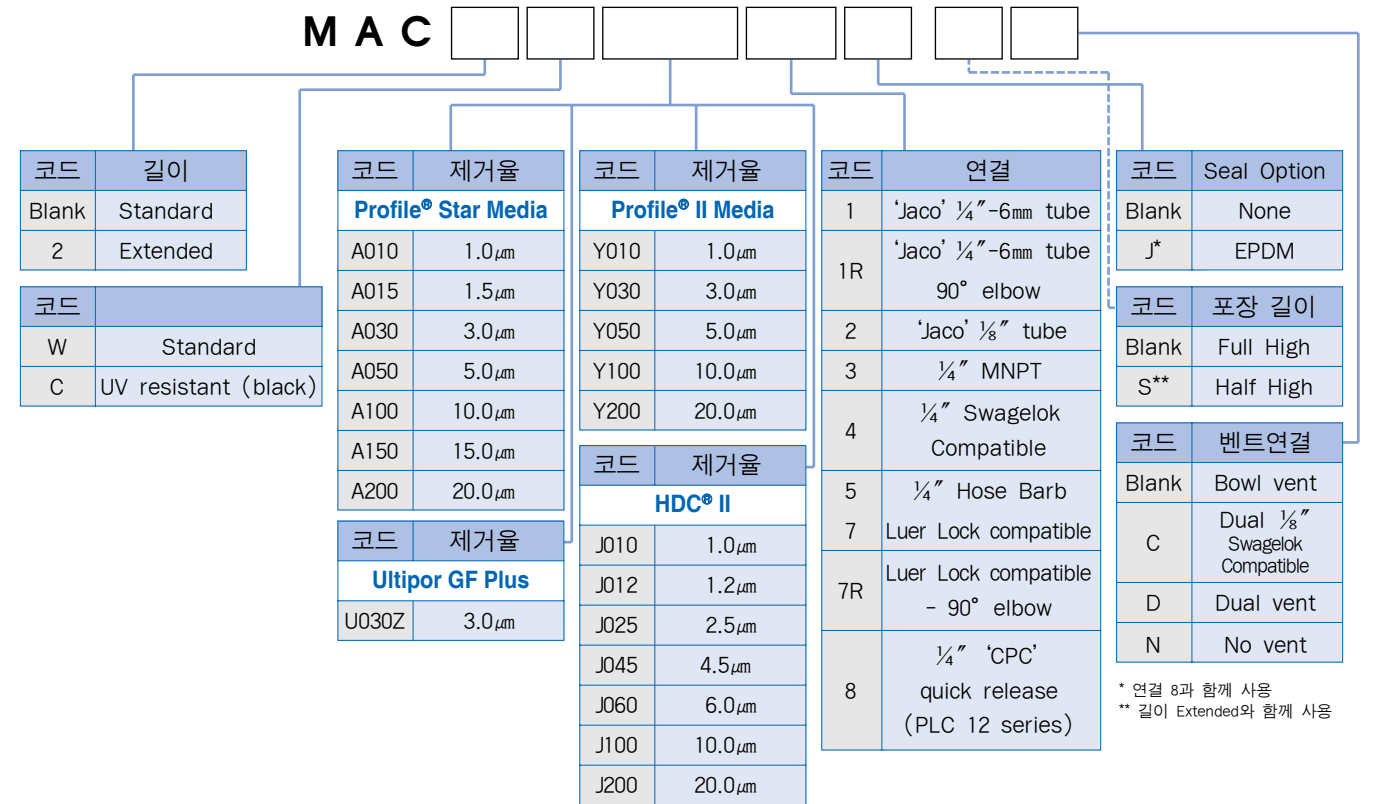 MAC
코드 길이
Blank Standard
2 Extended
코드
W Standard
C UV resistant (black)
코드 제거율
Profile® Star Media
A010 1.0㎛
A015 1.5㎛
A030 3.0㎛
A050 5.0㎛
A100 10.0㎛
A150 15.0㎛
A200 20.0㎛
코드 제거율
Ultipor GF Plus
U030Z 3.0㎛
코드 제거율
Profile® II Media
Y010 1.0㎛
Y030 3.0㎛
Y050 5.0㎛
Y100 10.0㎛
Y200 20.0㎛
코드 제거율
HDC® II
J010 1.0㎛
J012 1.2㎛
J025 2.5㎛
J045 4.5㎛
J060 6.0㎛
J100 10.0㎛
J200 20.0㎛
코드 연결
1 ‘Jaco’ ¼″-6㎜ tube
1R ‘Jaco’ ¼″-6㎜ tube
90° elbow
2 ‘Jaco’ ⅛″ tube
3 ¼″ MNPT
4 ¼″ Swagelok
Compatible
5 ¼″ Hose Barb
7 Luer Lock compatible
7R Luer Lock compatible
- 90° elbow
8 ¼″ ‘CPC’
quick release
(PLC 12 series)
코드 Seal Option
Blank None
J* EPDM
코드 포장 길이
Blank Full High
S** Half High
코드 벤트연결
Blank Bowl vent
C Dual ⅛″
Swagelok
Compatible
D Dual vent
N No vent
* 연결 8과 함께 사용
** 길이 Extended와 함께 사용